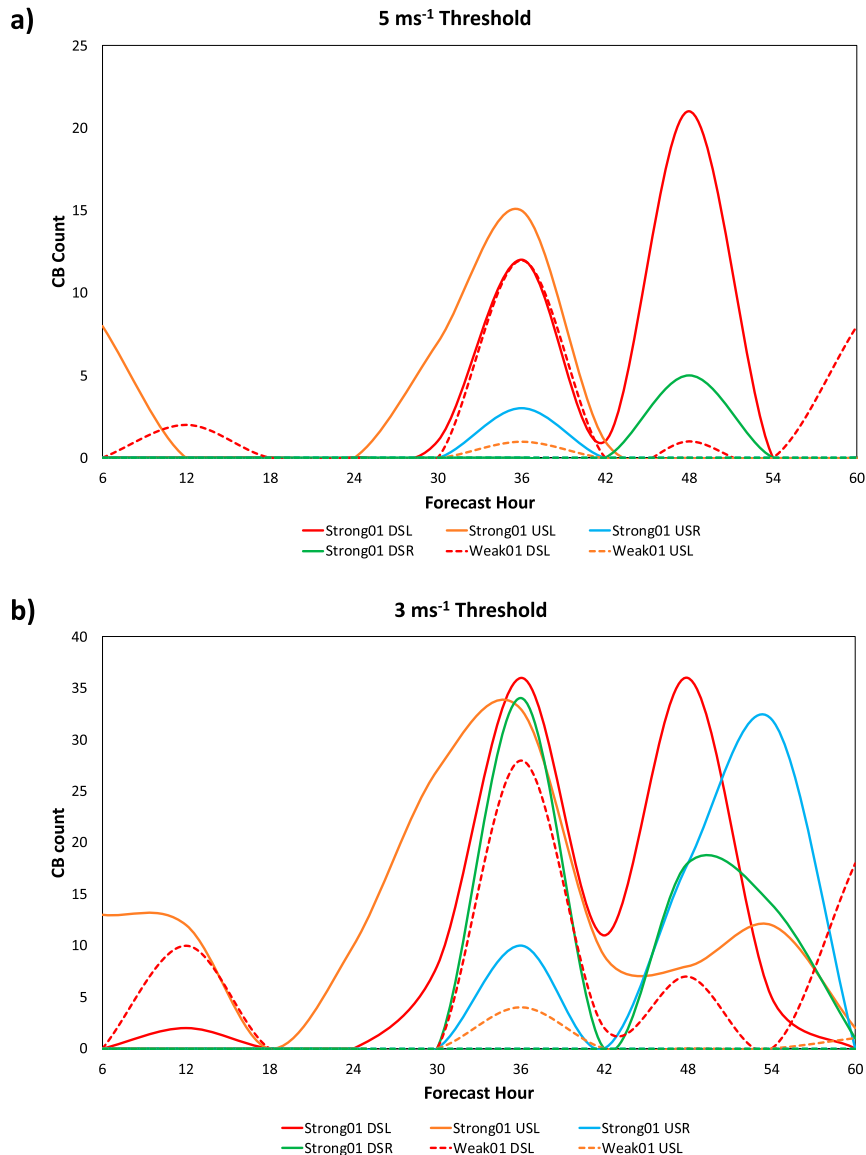 a)
5 ms-1 Threshold
25
20
15
10
5
0
CB Count
6 12 18 24 30 36 42 48 54 60
Forecast Hour
Strong01 DSL Strong01 USL Strong01 USR
Strong01 DSR Weak01 DSL Weak01 USL
b)
3 ms-1 Threshold
40
35
30
25
20
15
10
5
0
CB count
6 12 18 24 30 36 42 48 54 60
Forecast Hour
Strong01 DSL Strong01 USL Strong01 USR
Strong01 DSR Weak01 DSL Weak01 USL